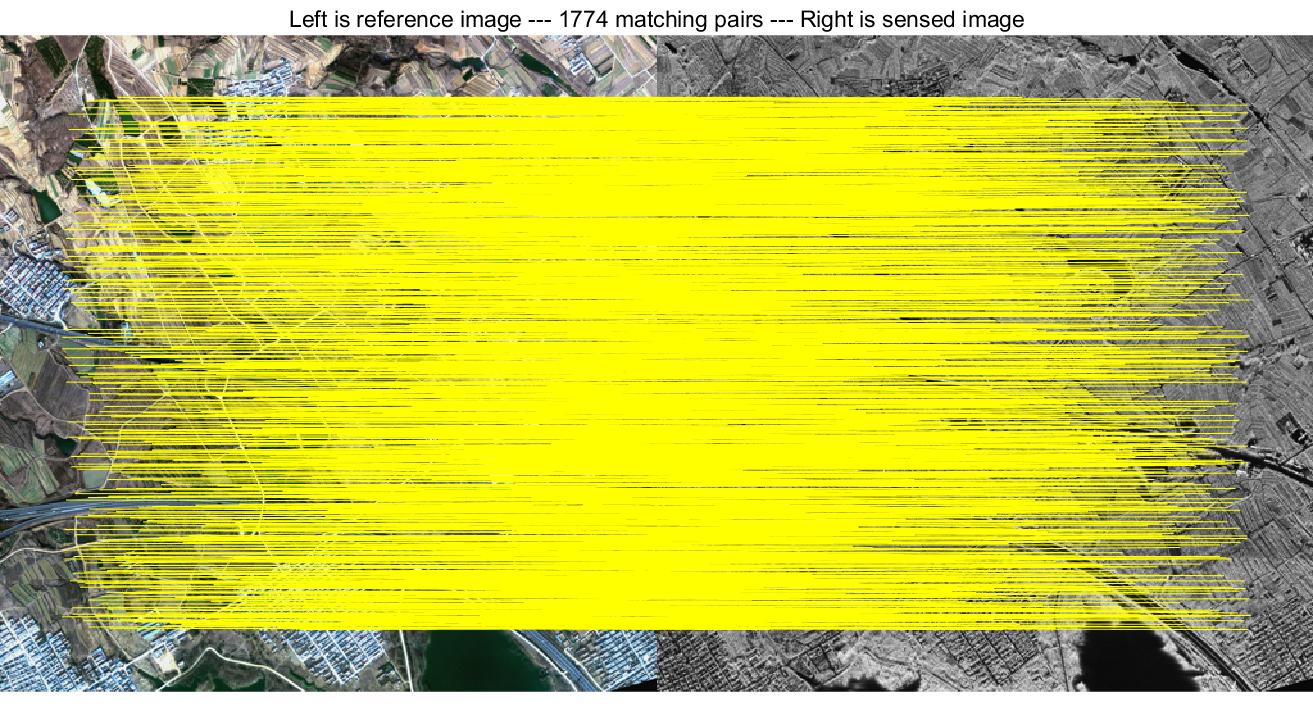 Left is reference image --- 1774 matching pairs --- Right is sensed image